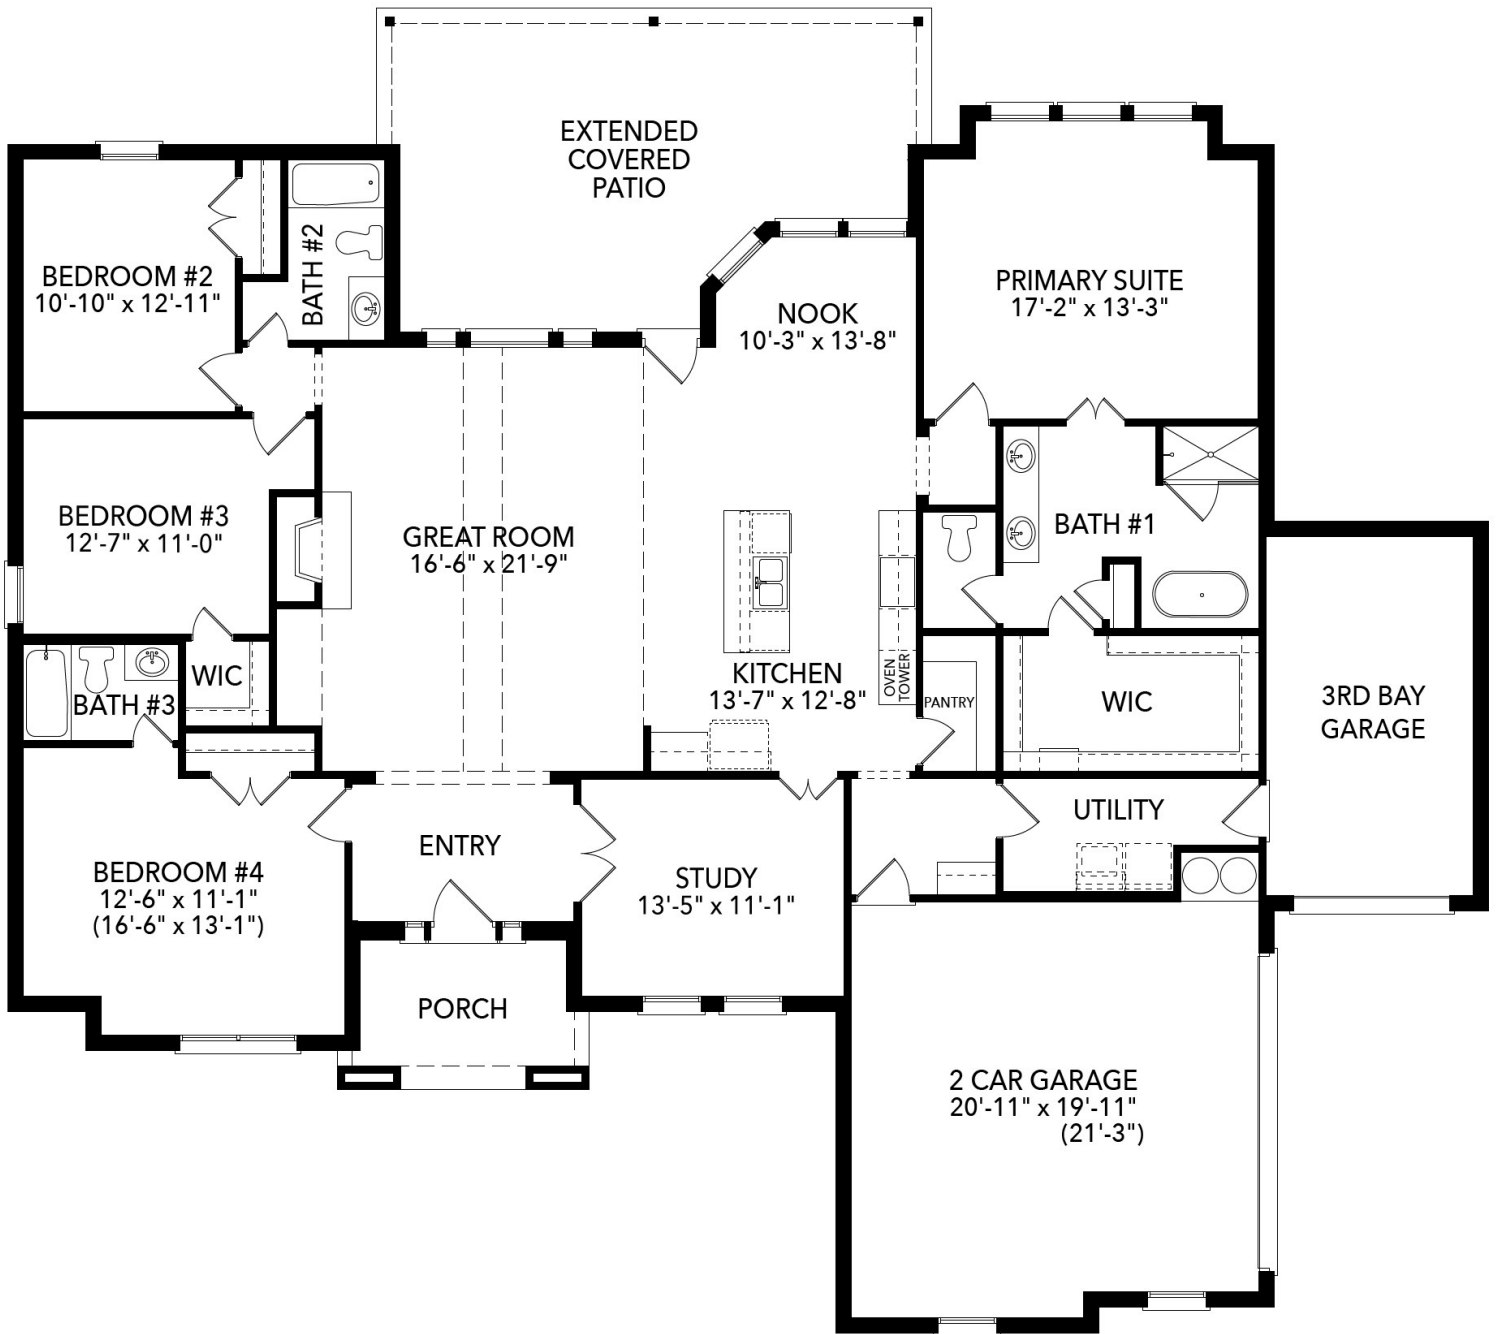 EXTENDED
COVERED
PATIO
BEDROOM #2
10'-10" x 12'-11"
BATH #2
NOOK
10'-3" x 13'-8"
PRIMARY SUITE
17'-2" x 13'-3"
BEDROOM #3
12'-7" x 11'-0"
GREAT ROOM
16'-6" x 21'-9"
BATH #1
WIC
BATH #3
KITCHEN
13'-7" x 12'-8"
OVEN
TOWER
PANTRY
WIC
3RD BAY
GARAGE
BEDROOM #4
12'-6" x 11'-1"
(16'-6" x 13'-1")
ENTRY
STUDY
13'-5" x 11'-1"
UTILITY
PORCH
2 CAR GARAGE
20'-11" x 19'-11"
(21'-3")